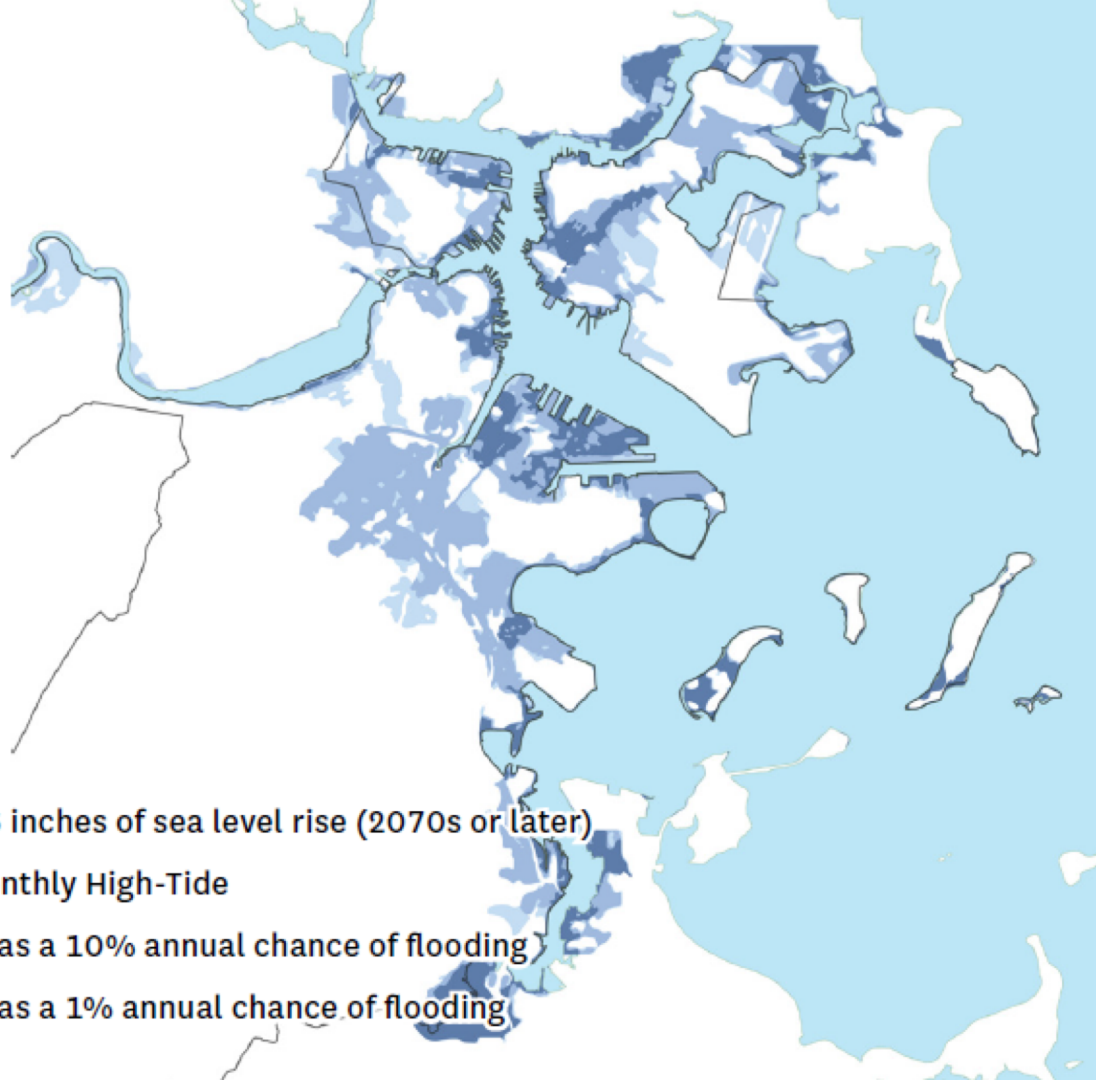 inches of sea level rise (2070s or later)
nthly High-Tide
as a 10% annual chance of flooding
as a 1% annual chance of flooding